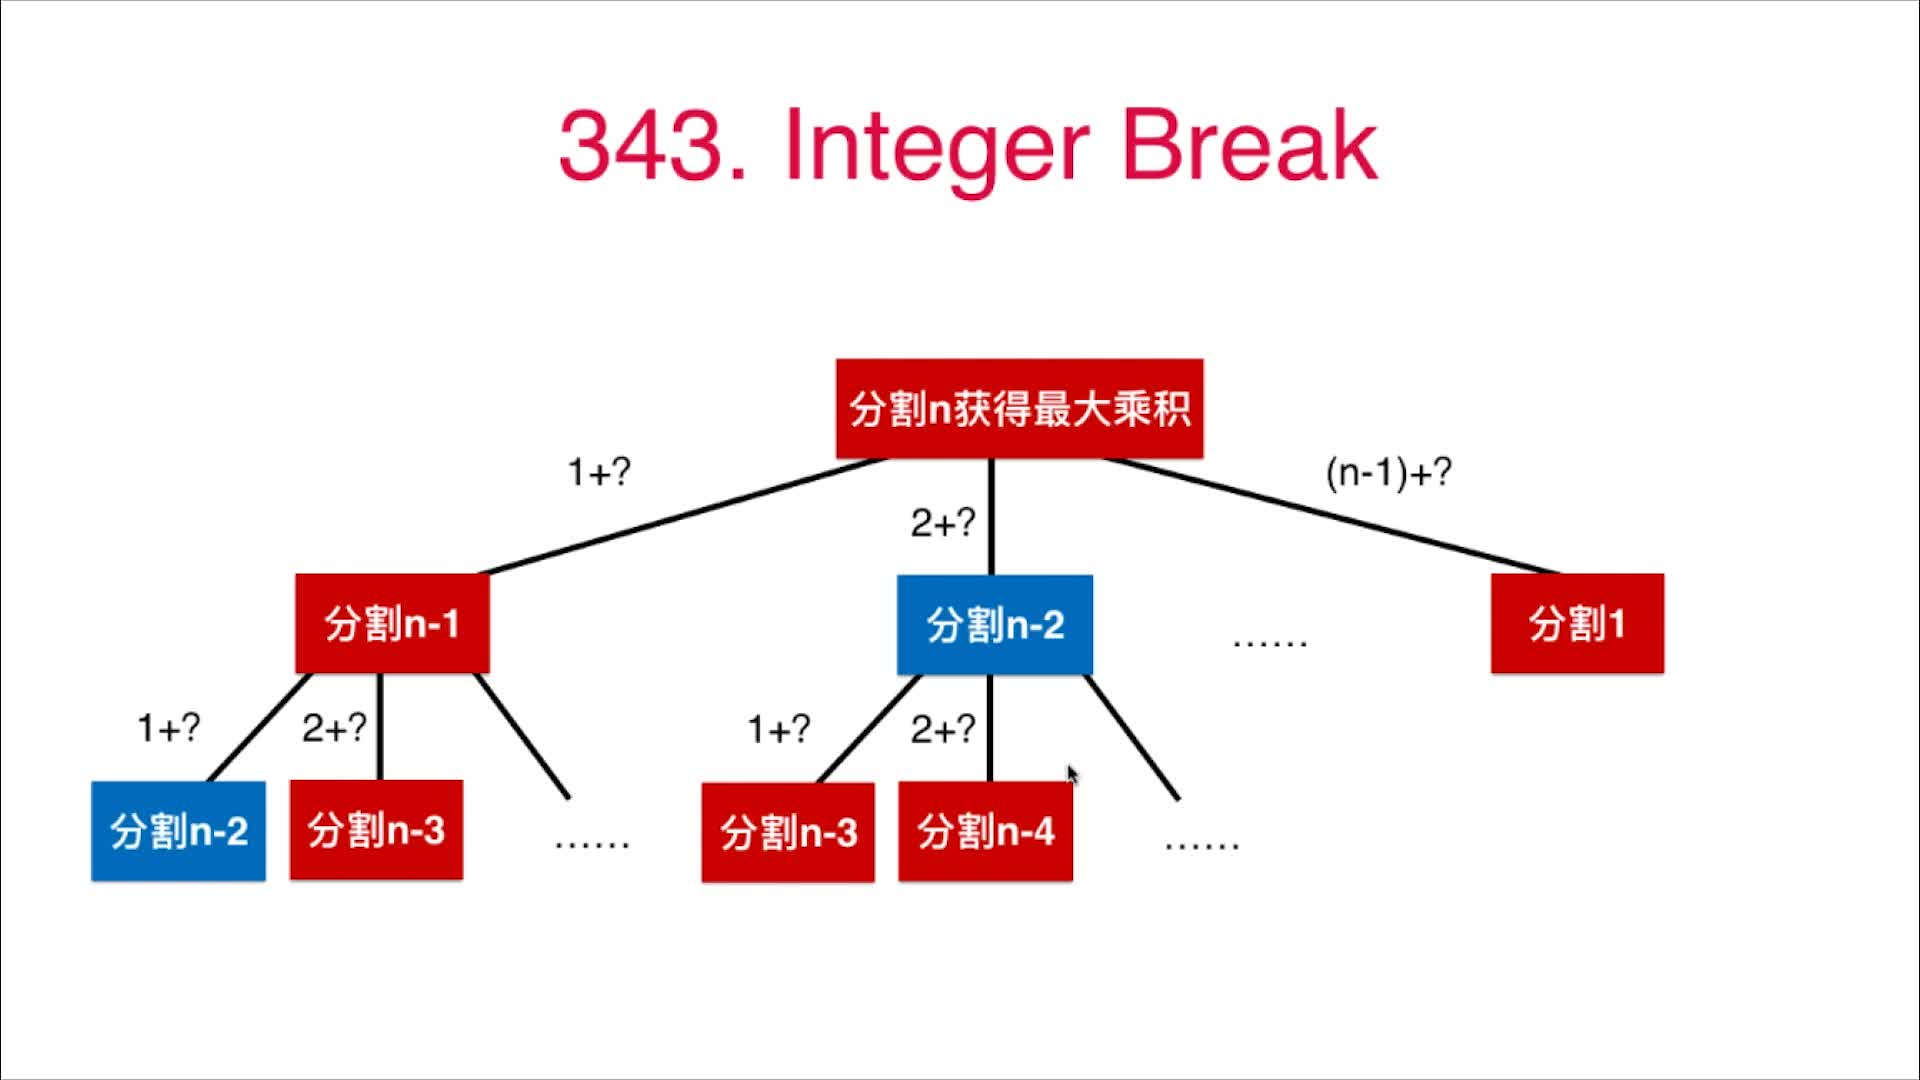 343. Integer Break
分割n获得最大乘积
1+?
2+?
(n-1)+?
分割n-1
分割n-2
......
分割1
1+?
2+?
1+?
2+?
分割n-2
分割n-3
......
分割n-3
分割n-4
......